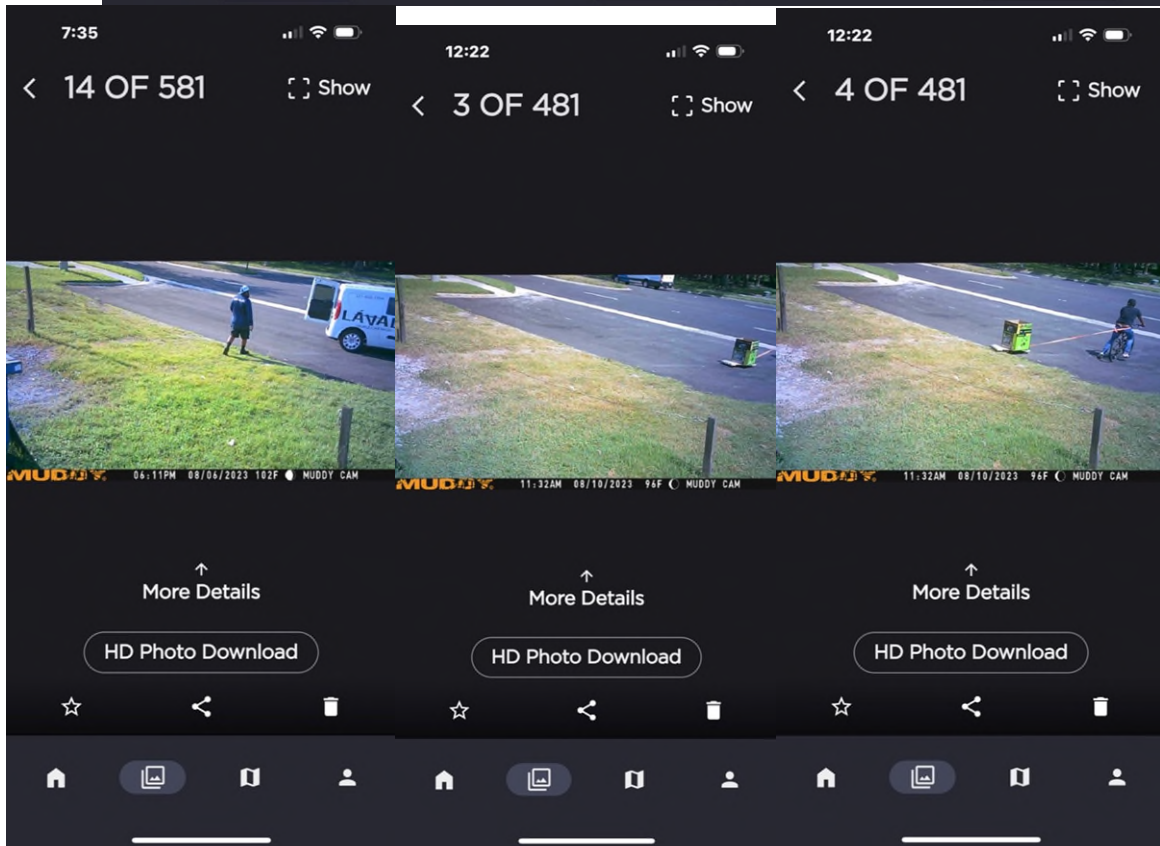 7:35
14 OF 581
Show
LAVA
MUDDY
06:11PM 08/06/2023 102F MUDDY CAM
More Details
HD Photo Download
12:22
3 OF 481
Show
MUDDY
11:32AM 08/10/2023 96F MUDDY CAM
More Details
HD Photo Download
12:22
4 OF 481
Show
MUDDY
11:32AM 08/10/2023 96F MUDDY CAM
More Details
HD Photo Download